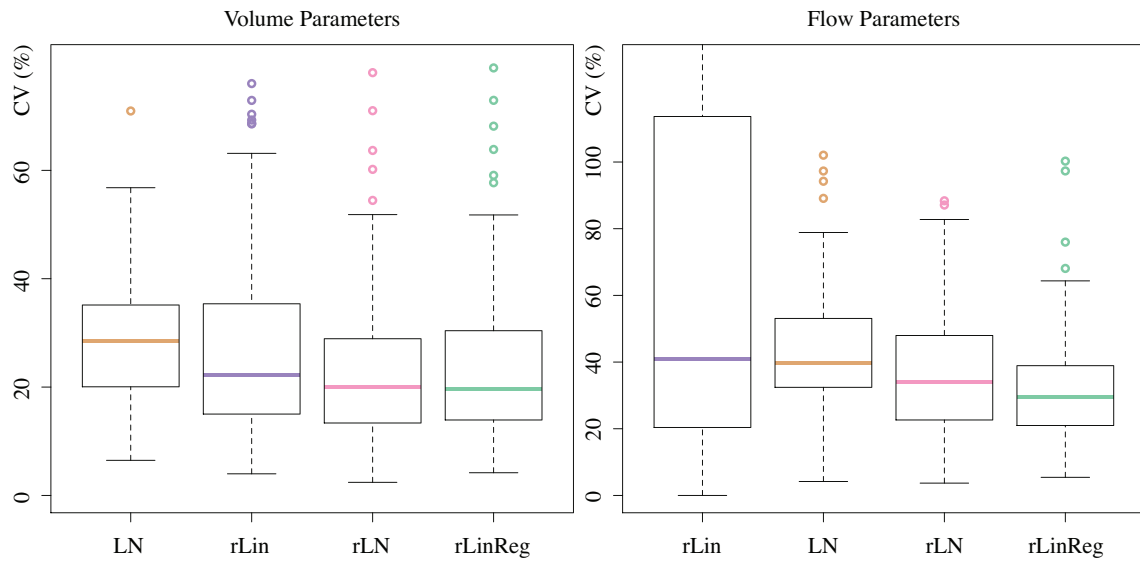 Volume Parameters
CV (%)
60
40
20
0
LN rLin rLN rLinReg
Flow Parameters
CV (%)
100
80
60
40
20
0
rLin LN rLN rLinReg